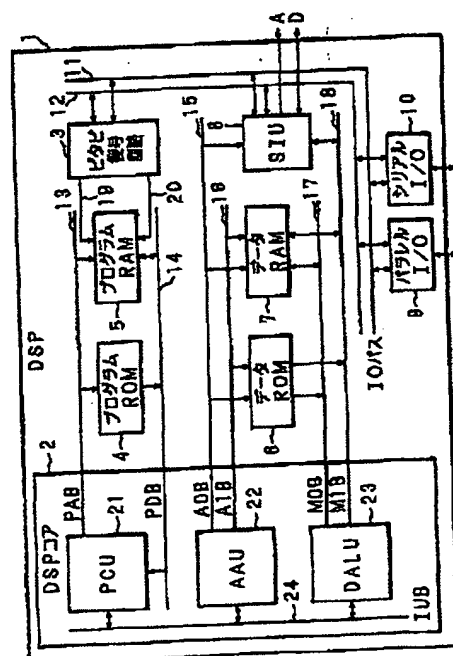 DSP
1
11
12
2
DSPコア
PAB
13
3
ビタビ
復号
回路
19
20
21
PCU
4
プログラム
ROM
5
プログラム
RAM
14
PDB
A0B
A1B
15
16
8
SIU
A
D
22
AAU
6
データ
ROM
7
データ
RAM
17
18
M0B
M1B
23
DALU
24
IUB
IOバス
9
パラレル
I/O
10
シリアル
I/O